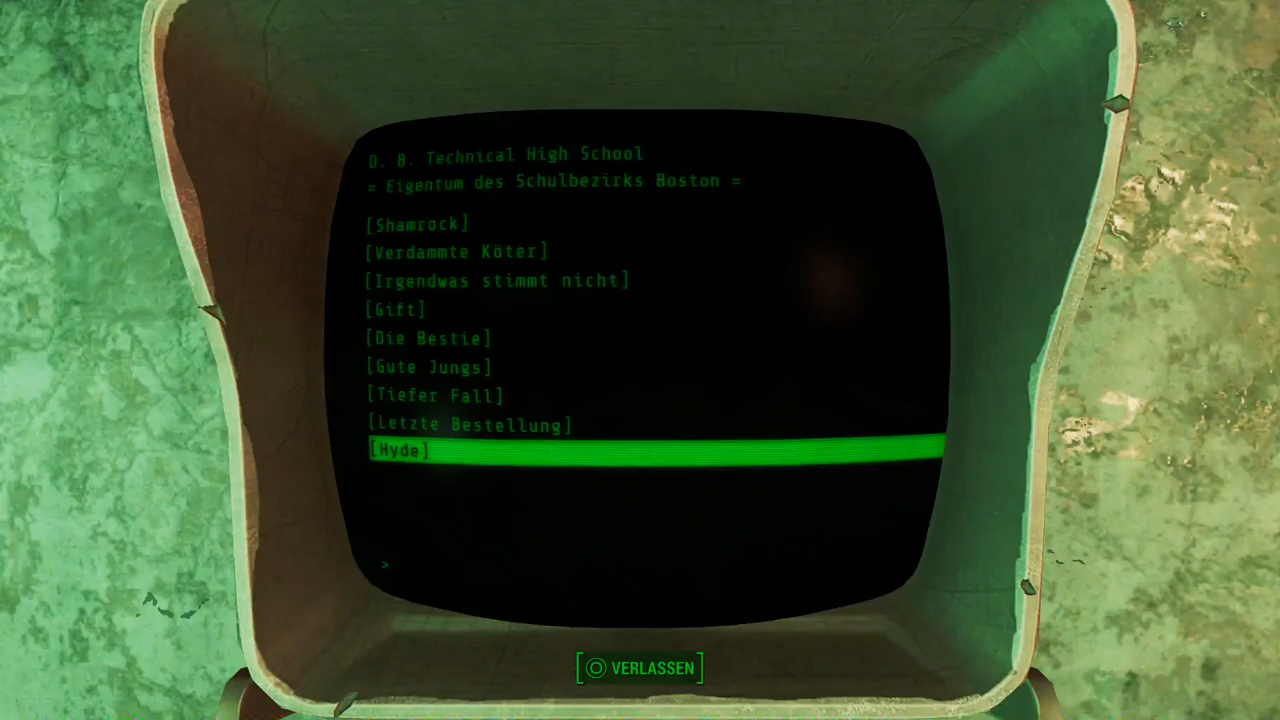 D. B. Technical High School
= Eigentum des Schulbezirks Boston =
[Shamrock]
[Verdammte Köter]
[Irgendwas stimmt nicht]
[Gift]
[Die Bestie]
[Gute Jungs]
[Tiefer Fall]
[Letzte Bestellung]
[Hyde]
>
VERLASSEN